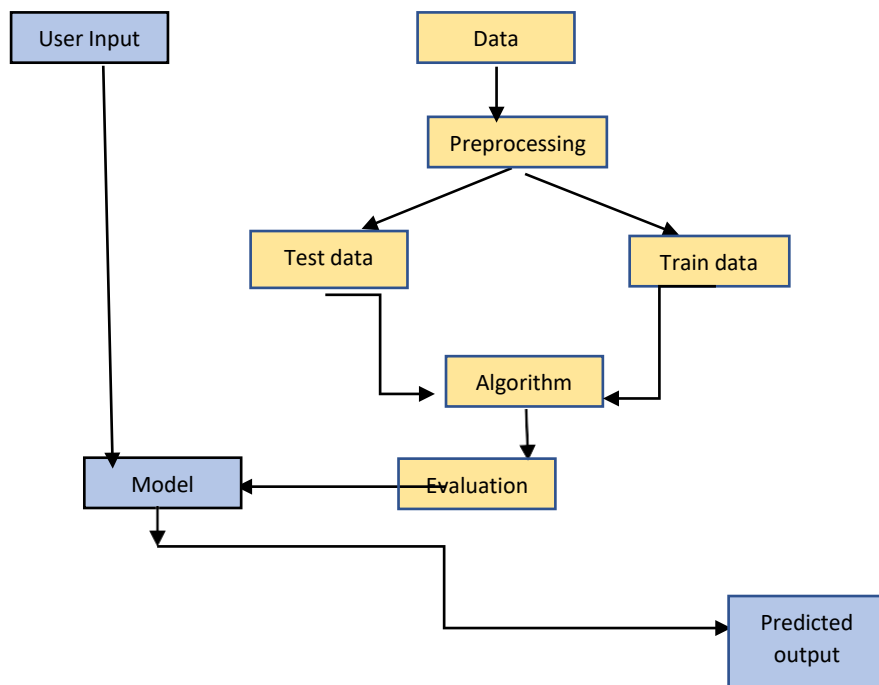 User Input
Data
Preprocessing
Test data
Train data
Algorithm
Model
Evaluation
Predicted
output